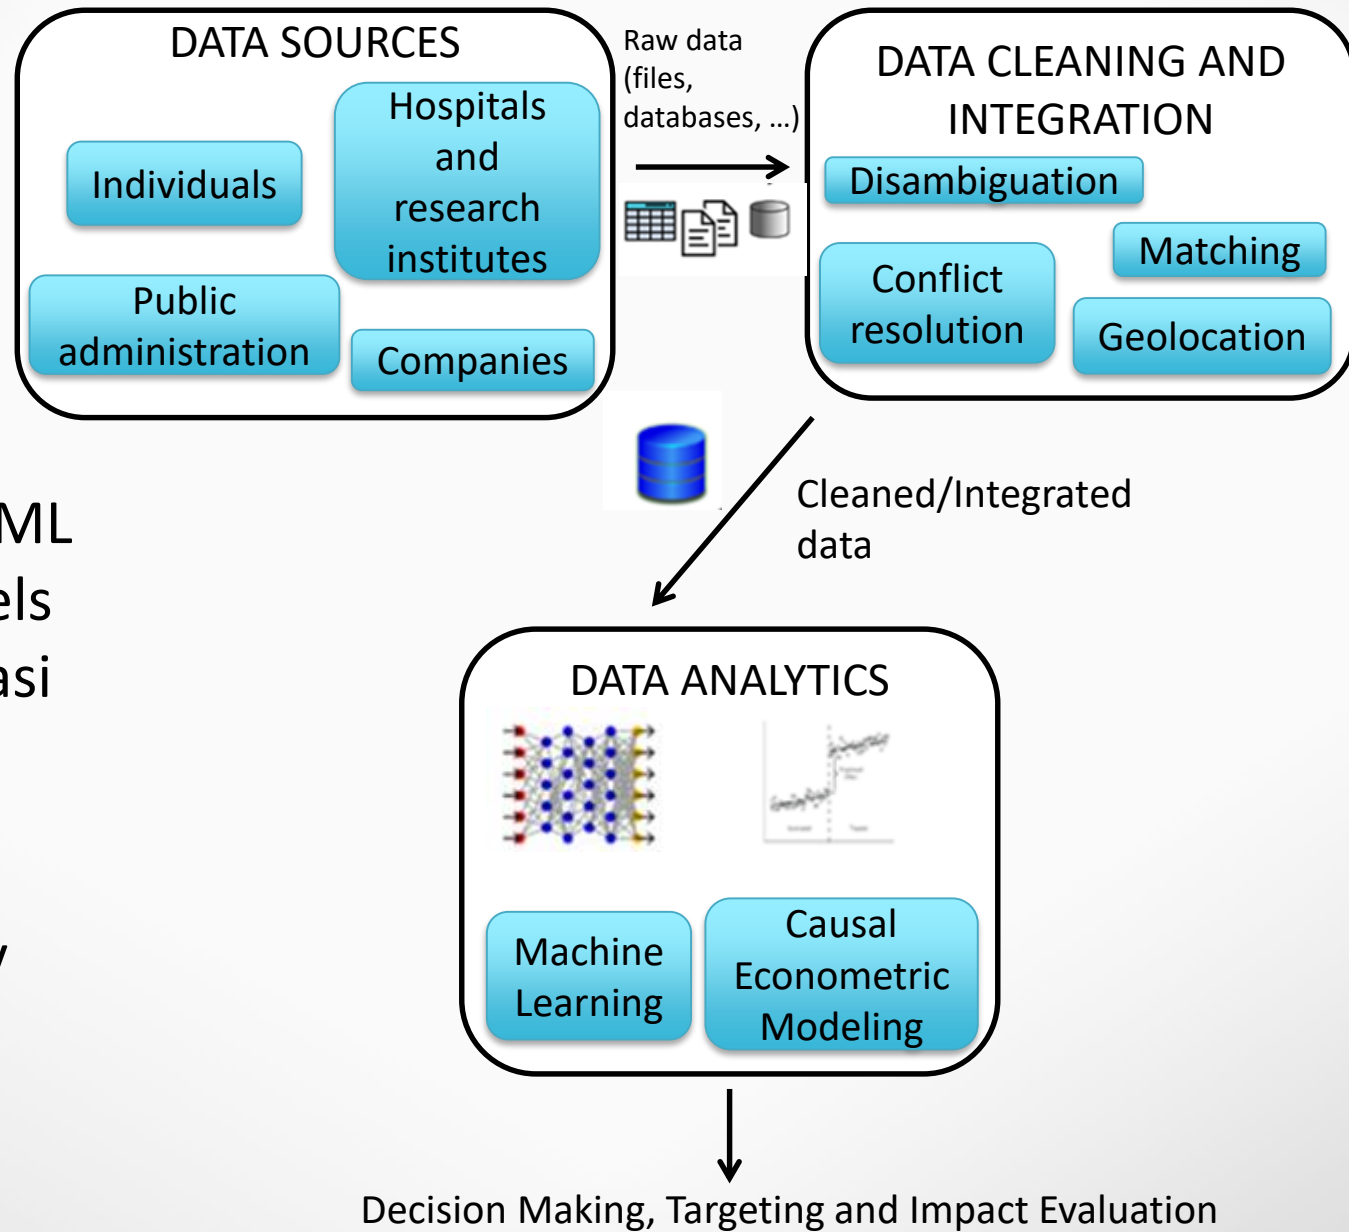 DATA SOURCES
Individuals
Hospitals
and
research
institutes
Public
administration
Companies
Raw data
(files,
databases, ...)
DATA CLEANING AND
INTEGRATION
Disambiguation
Matching
Conflict
resolution
Geolocation
Cleaned/Integrated
data
ML
els
asi
DATA ANALYTICS
Machine
Learning
Causal
Econometric
Modeling
Decision Making, Targeting and Impact Evaluation